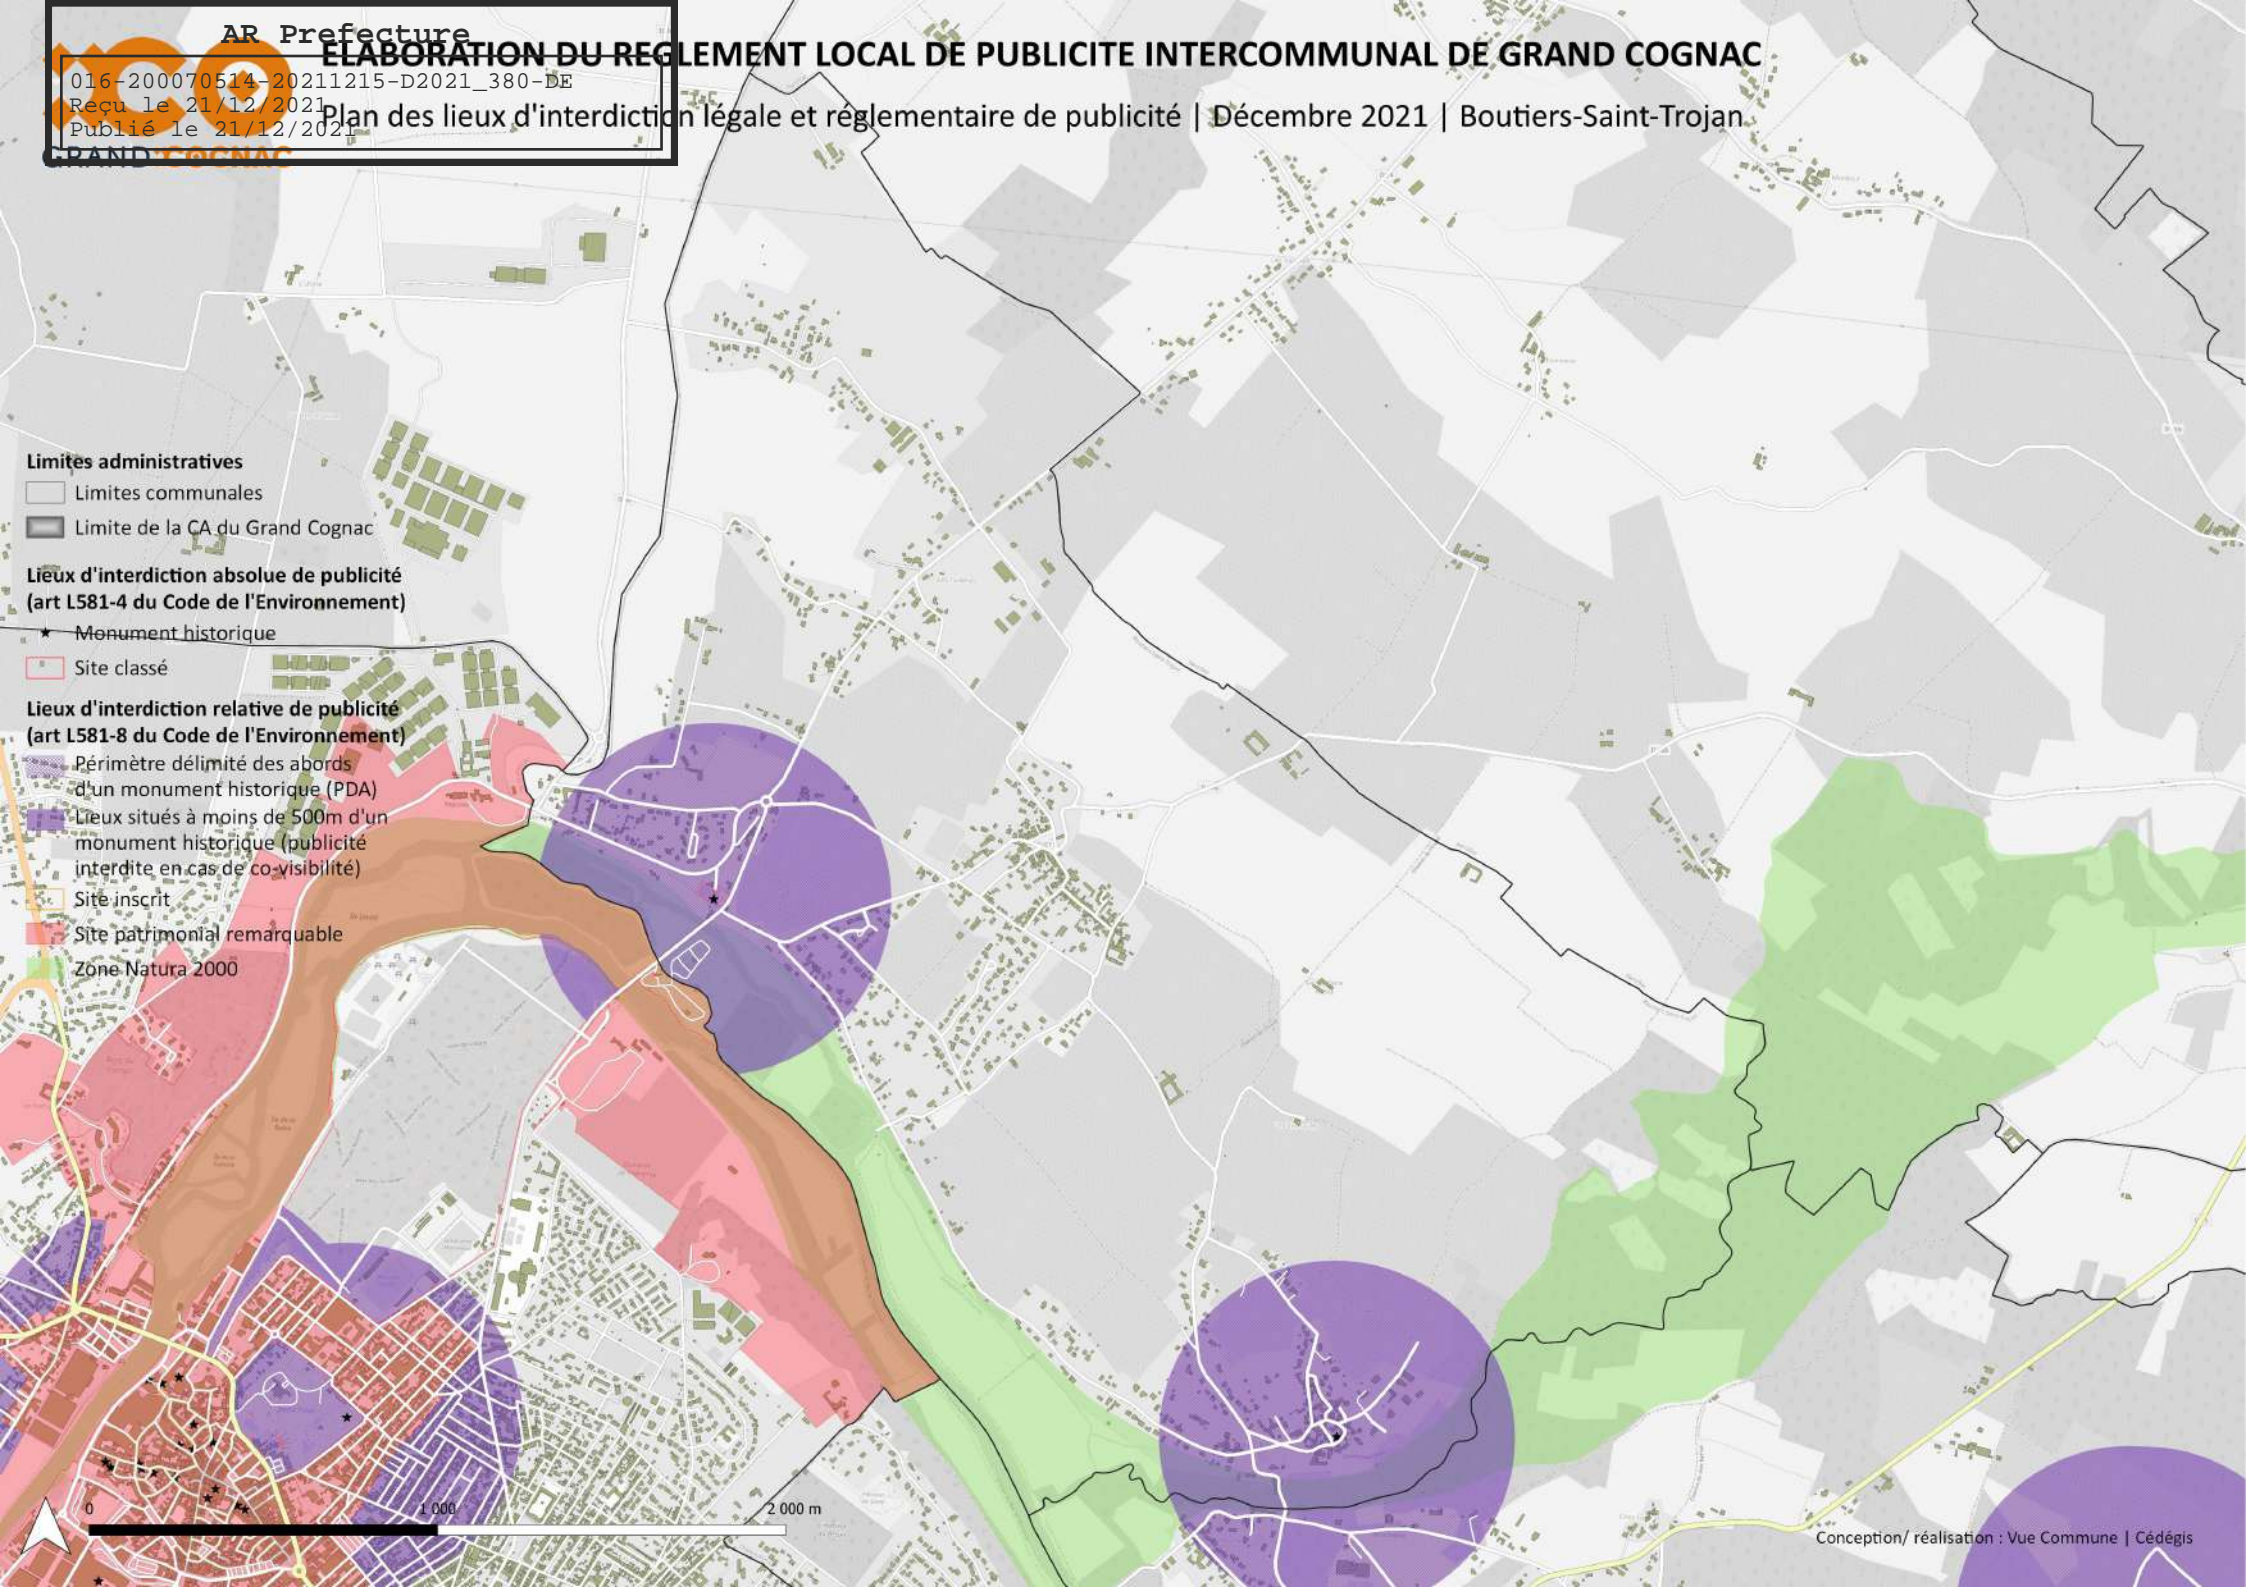 AR Prefecture
016-200070514-20211215-D2021_380-DE
Reçu le 21/12/2021
Publié le 21/12/2021
GRAND COGNAC
ELABORATION DU REGLEMENT LOCAL DE PUBLICITE INTERCOMMUNAL DE GRAND COGNAC
Plan des lieux d'interdiction légale et réglementaire de publicité | Décembre 2021 | Boutiers-Saint-Trojan
Limites administratives
Limites communales
Limite de la CA du Grand Cognac
Lieux d'interdiction absolue de publicité
(art L581-4 du Code de l'Environnement)
Monument historique
Site classé
Lieux d'interdiction relative de publicité
(art L581-8 du Code de l'Environnement)
Périmètre délimité des abords
d'un monument historique (PDA)
Lieux situés à moins de 500m d'un
monument historique (publicité
interdite en cas de co-visibilité)
Site inscrit
Site patrimonial remarquable
Zone Natura 2000
0 1 000 2 000 m
Conception/ réalisation : Vue Commune | Cédégis